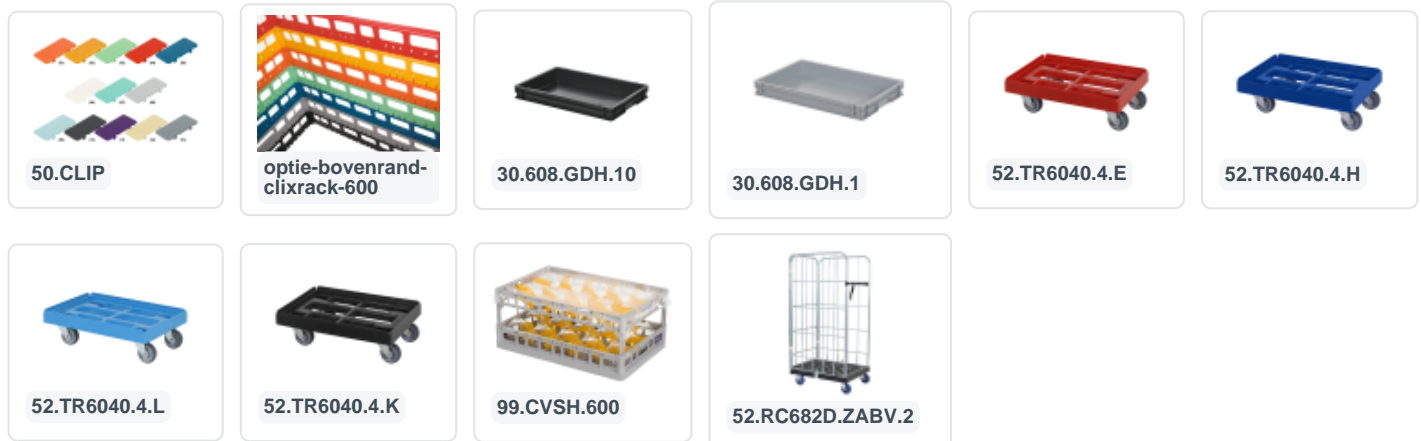 50.CLIP
optie-bovenrand-
clixrack-600
30.608.GDH.10
30.608.GDH.1
52.TR6040.4.E
52.TR6040.4.H
52.TR6040.4.L
52.TR6040.4.K
99.CVSH.600
52.RC682D.ZABV.2